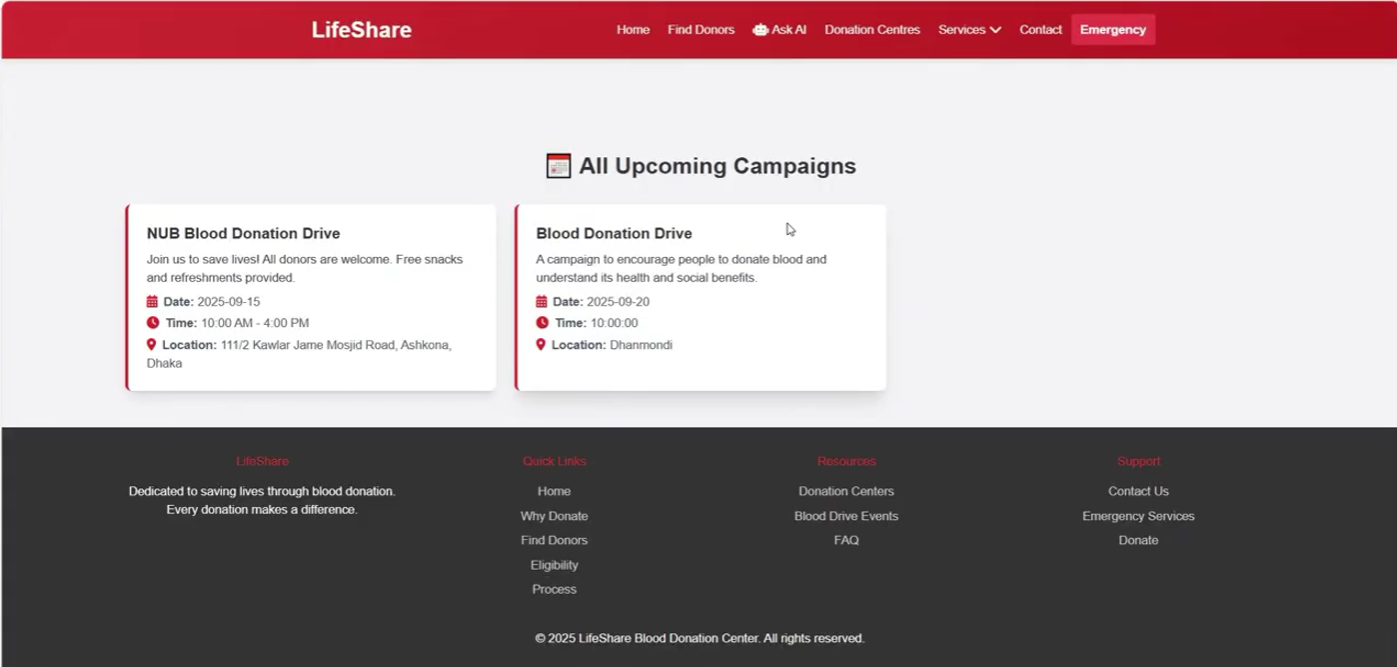 LifeShare
Home Find Donors Ask AI Donation Centres Services Contact Emergency
All Upcoming Campaigns
NUB Blood Donation Drive
Join us to save lives! All donors are welcome. Free snacks
and refreshments provided.
Date: 2025-09-15
Time: 10:00 AM - 4:00 PM
Location: 111/2 Kawlar Jame Mosjid Road, Ashkona,
Dhaka
Blood Donation Drive
A campaign to encourage people to donate blood and
understand its health and social benefits.
Date: 2025-09-20
Time: 10:00:00
Location: Dhanmondi
LifeShare
Dedicated to saving lives through blood donation.
Every donation makes a difference.
Quick Links
Home
Why Donate
Find Donors
Eligibility
Process
Resources
Donation Centers
Blood Drive Events
FAQ
Support
Contact Us
Emergency Services
Donate
© 2025 LifeShare Blood Donation Center. All rights reserved.